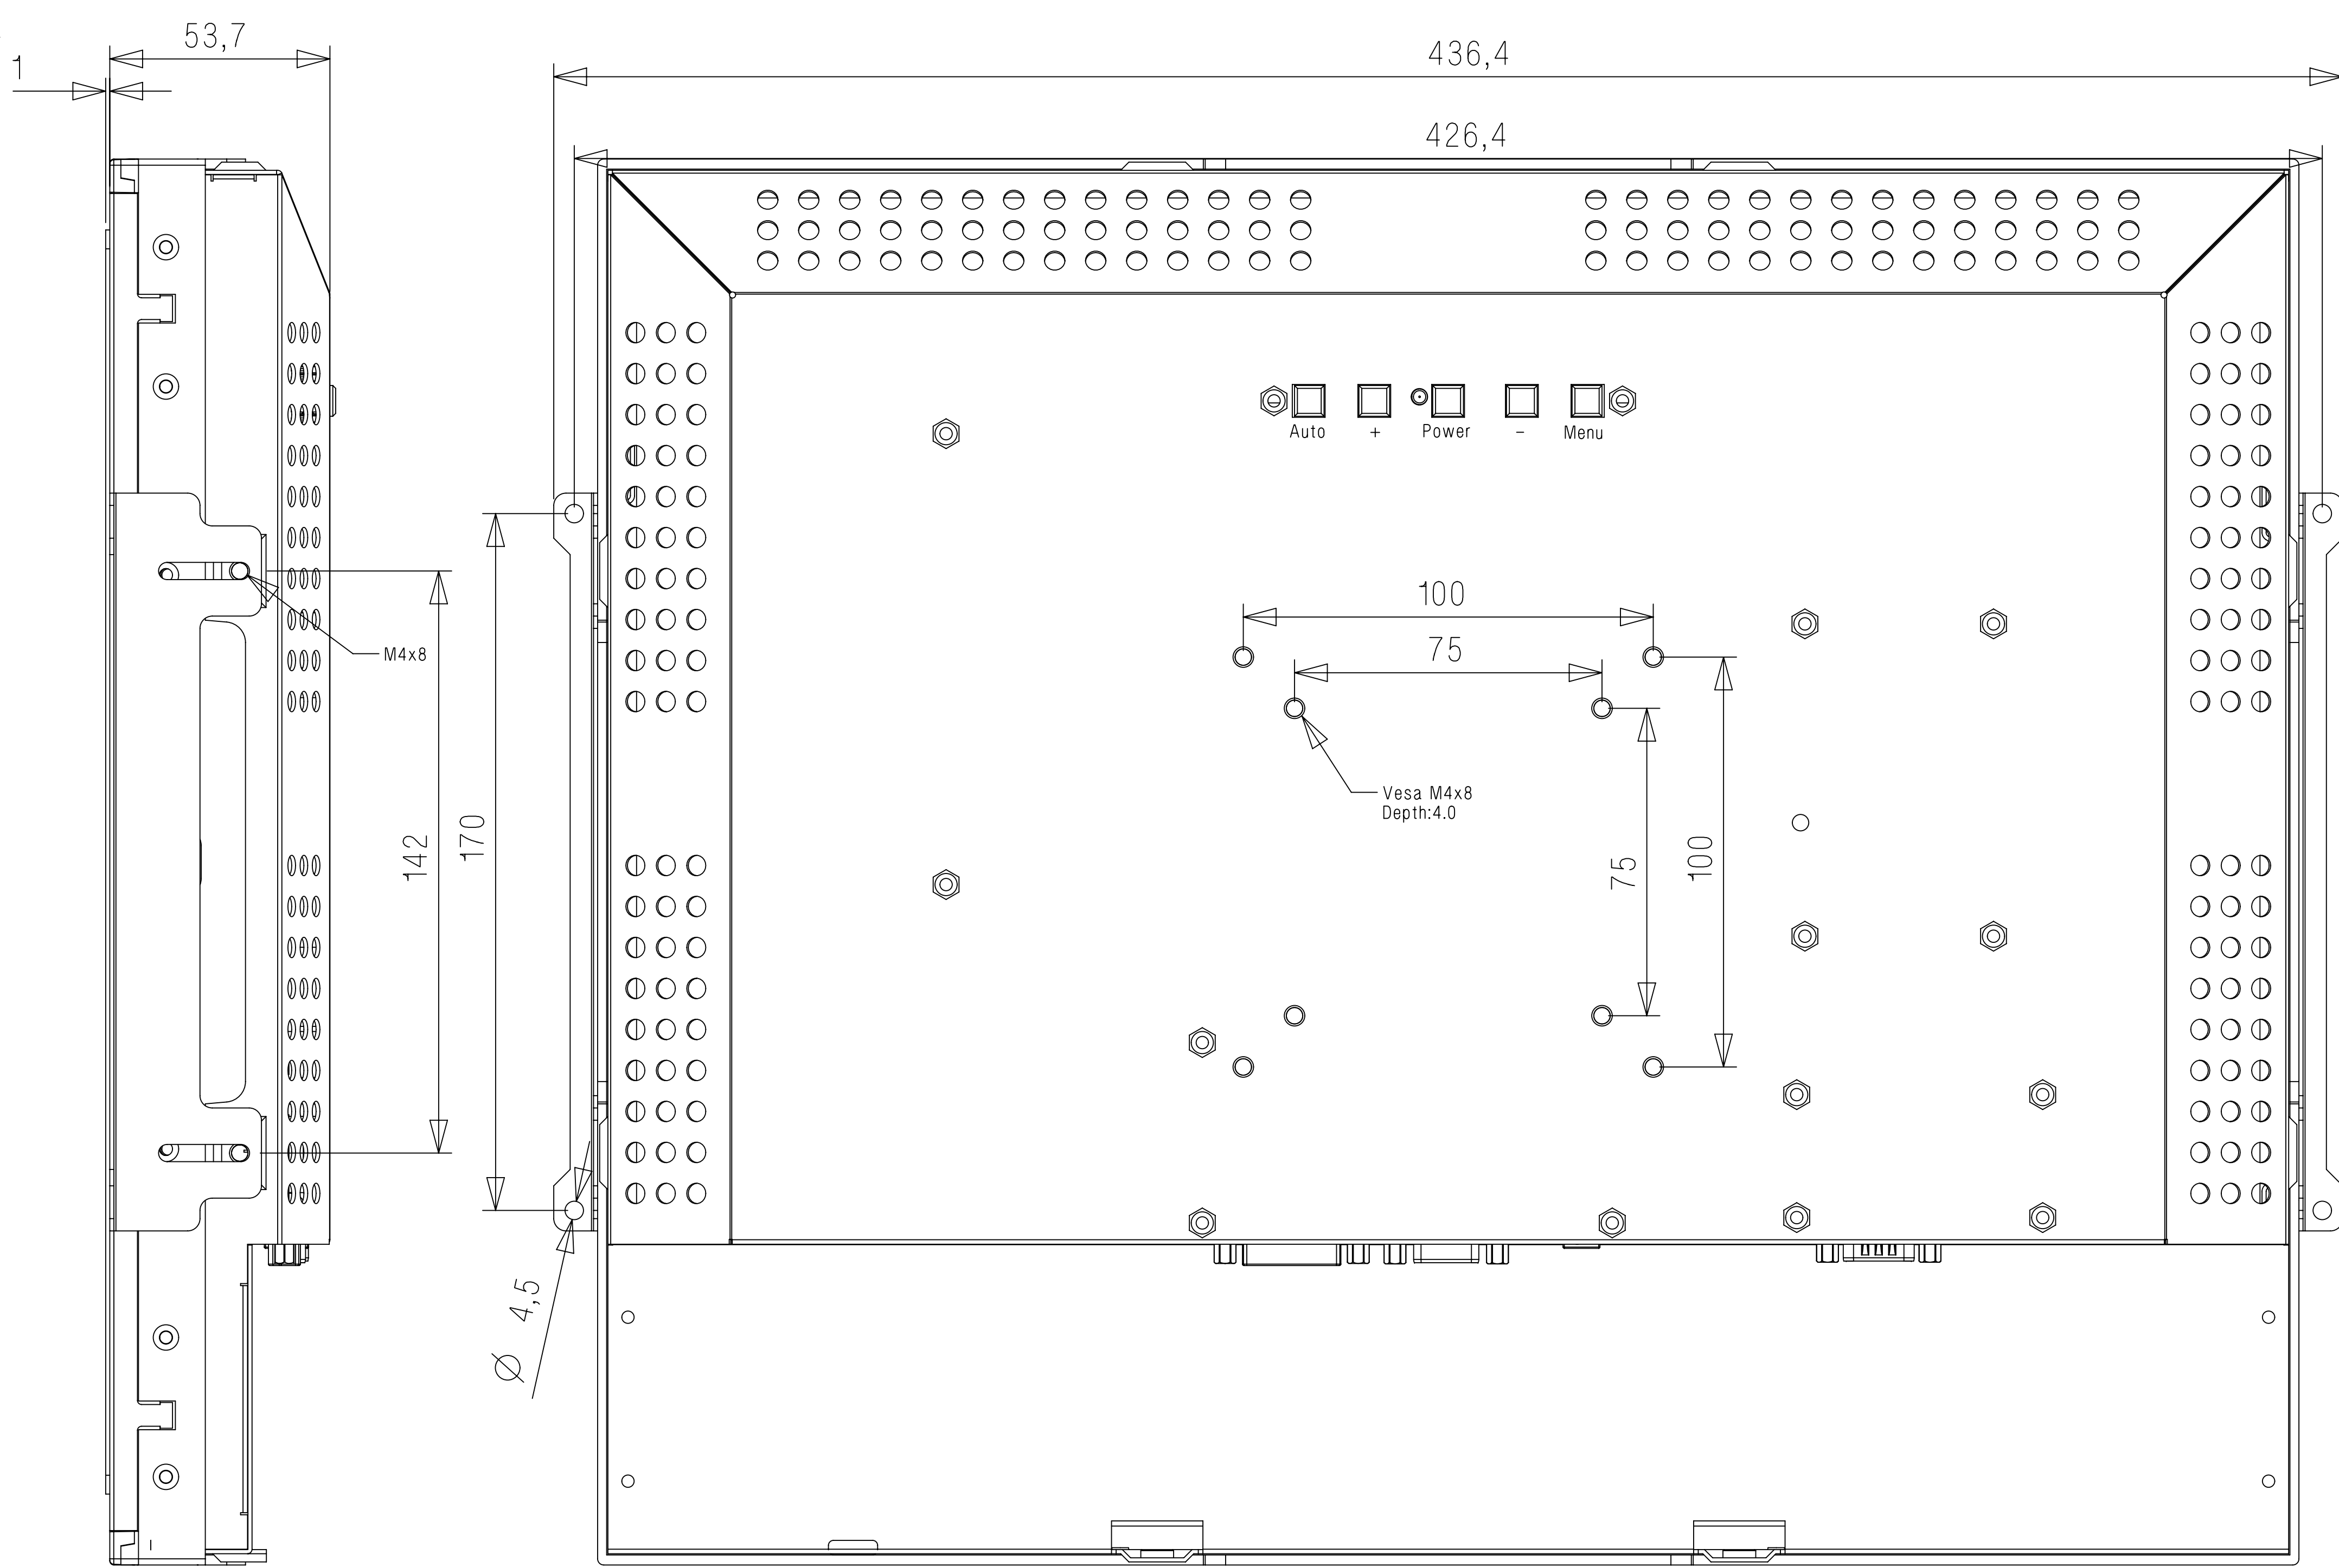 53,7
1
436,4
426,4
Auto + Power - Menu
100
75
M4x8
Vesa M4x8
Depth:4.0
142
170
75
100
Ø 4,5